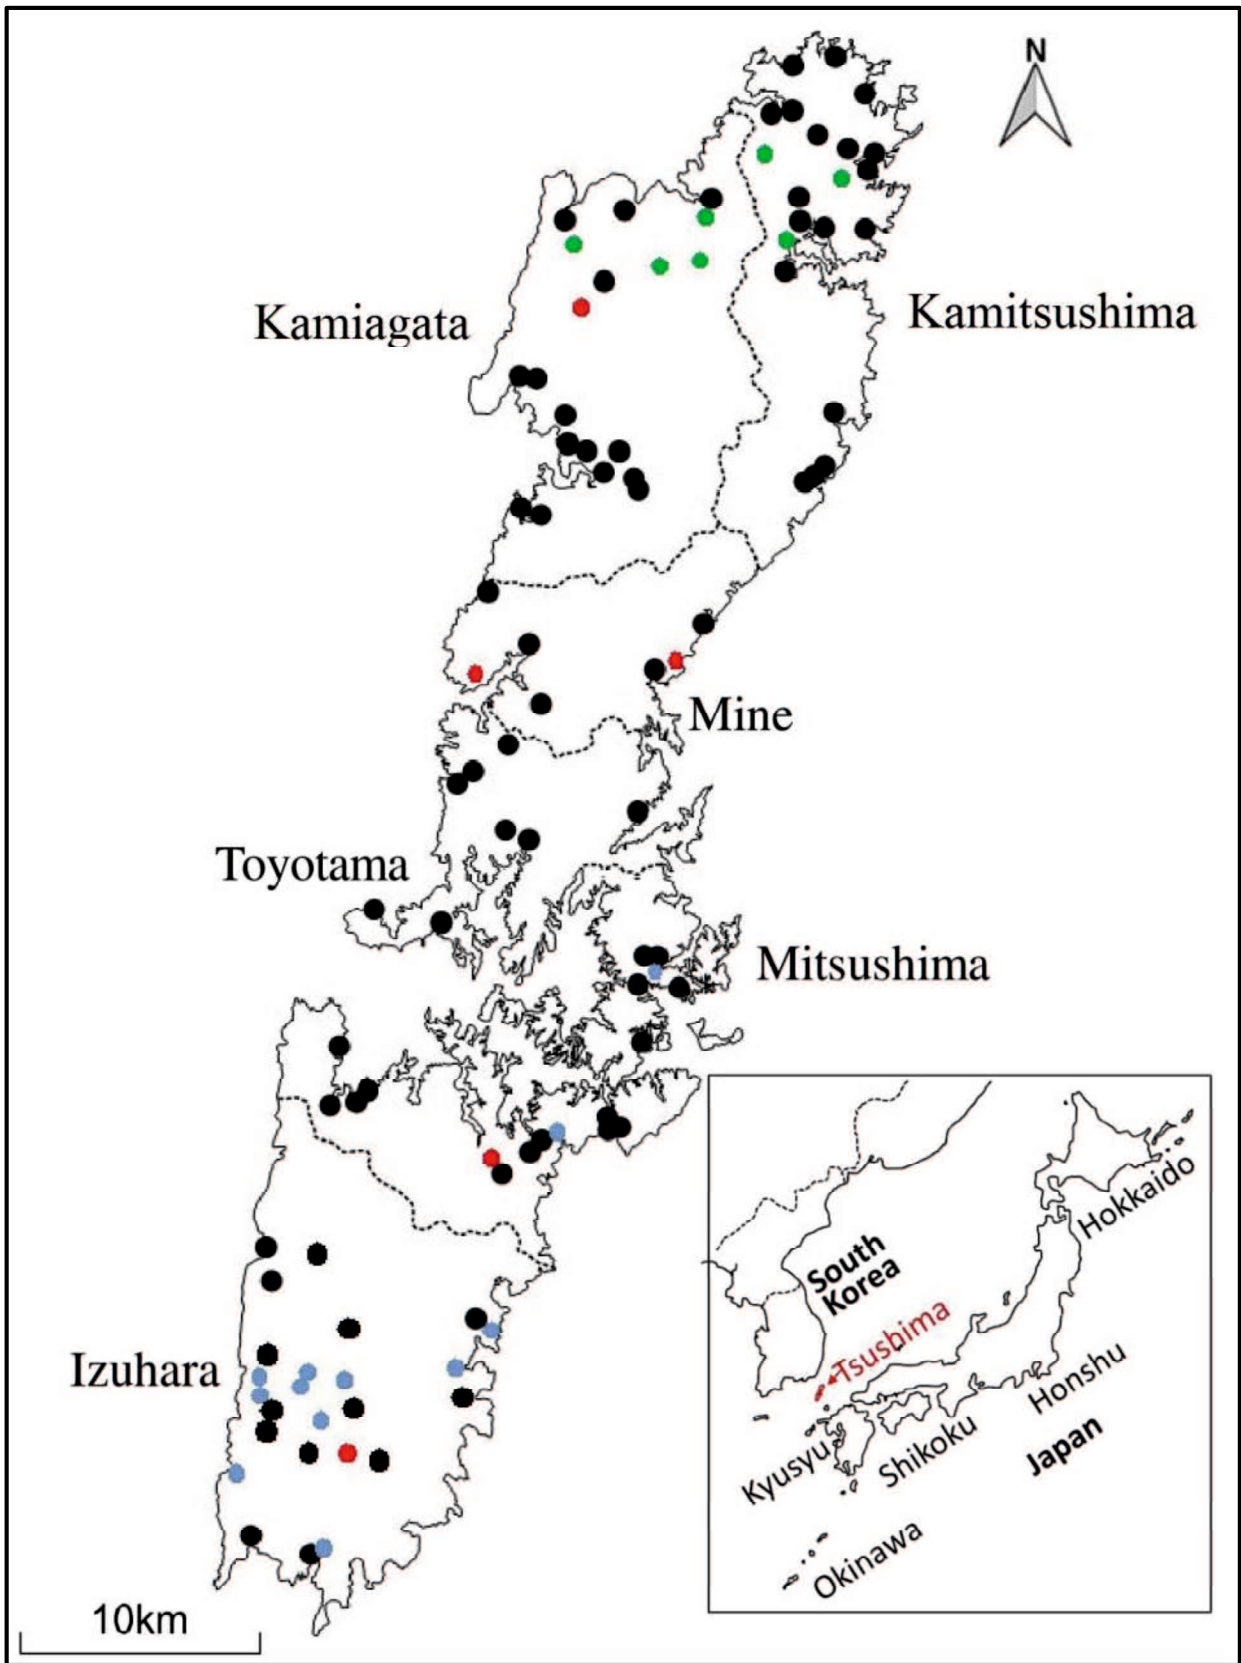 N
Kamiagata
Kamitsushima
Mine
Toyotama
Mitsushima
Izuhara
10km
Hokkaido
South
Korea
Tsusbima
Honshu
Japan
Shikoku
Kyusyu
Okinawa